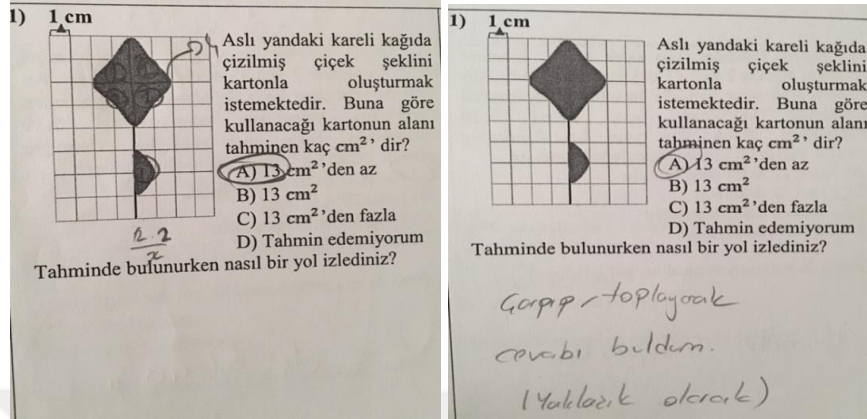 1) 1 cm
Aslı yandaki kareli kağıda
çizilmiş çiçek şeklini
kartonla oluşturmak
istemektedir. Buna göre
kullanacağı kartonun alanı
tahminen kaç cm²' dir?
A) 13 cm²'den az
B) 13 cm²
C) 13 cm²'den fazla
D) Tahmin edemiyorum
Tahminde bulunurken nasıl bir yol izlediniz?
1) 1 cm
Aslı yandaki kareli kağıda
çizilmiş çiçek şeklini
kartonla oluşturmak
istemektedir. Buna göre
kullanacağı kartonun alanı
tahminen kaç cm²' dir?
A) 13 cm²'den az
B) 13 cm²
C) 13 cm²'den fazla
D) Tahmin edemiyorum
Tahminde bulunurken nasıl bir yol izlediniz?
Çarpıp, toplayarak
cevabı buldum.
(Yaklaşık olarak)